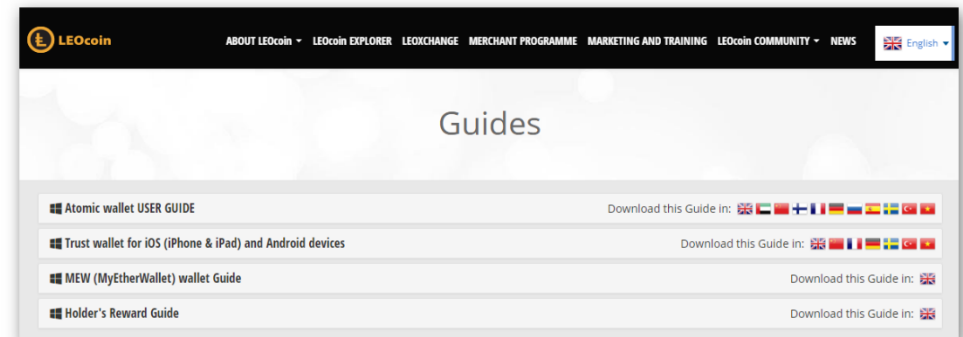 LEOcoin ABOUT LEOcoin LEOcoin EXPLORER LEOXCHANGE MERCHANT PROGRAMME MARKETING AND TRAINING LEOcoin COMMUNITY NEWS English
Guides
Atomic wallet USER GUIDE Download this Guide in:
Trust wallet for iOS (iPhone & iPad) and Android devices Download this Guide in:
MEW (MyEtherWallet) wallet Guide Download this Guide in:
Holder's Reward Guide Download this Guide in: